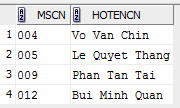 MSCN HOTENCN
1 004 Vo Van Chin
2 005 Le Quyet Thang
3 009 Phan Tan Tai
4 012 Bui Minh Quan